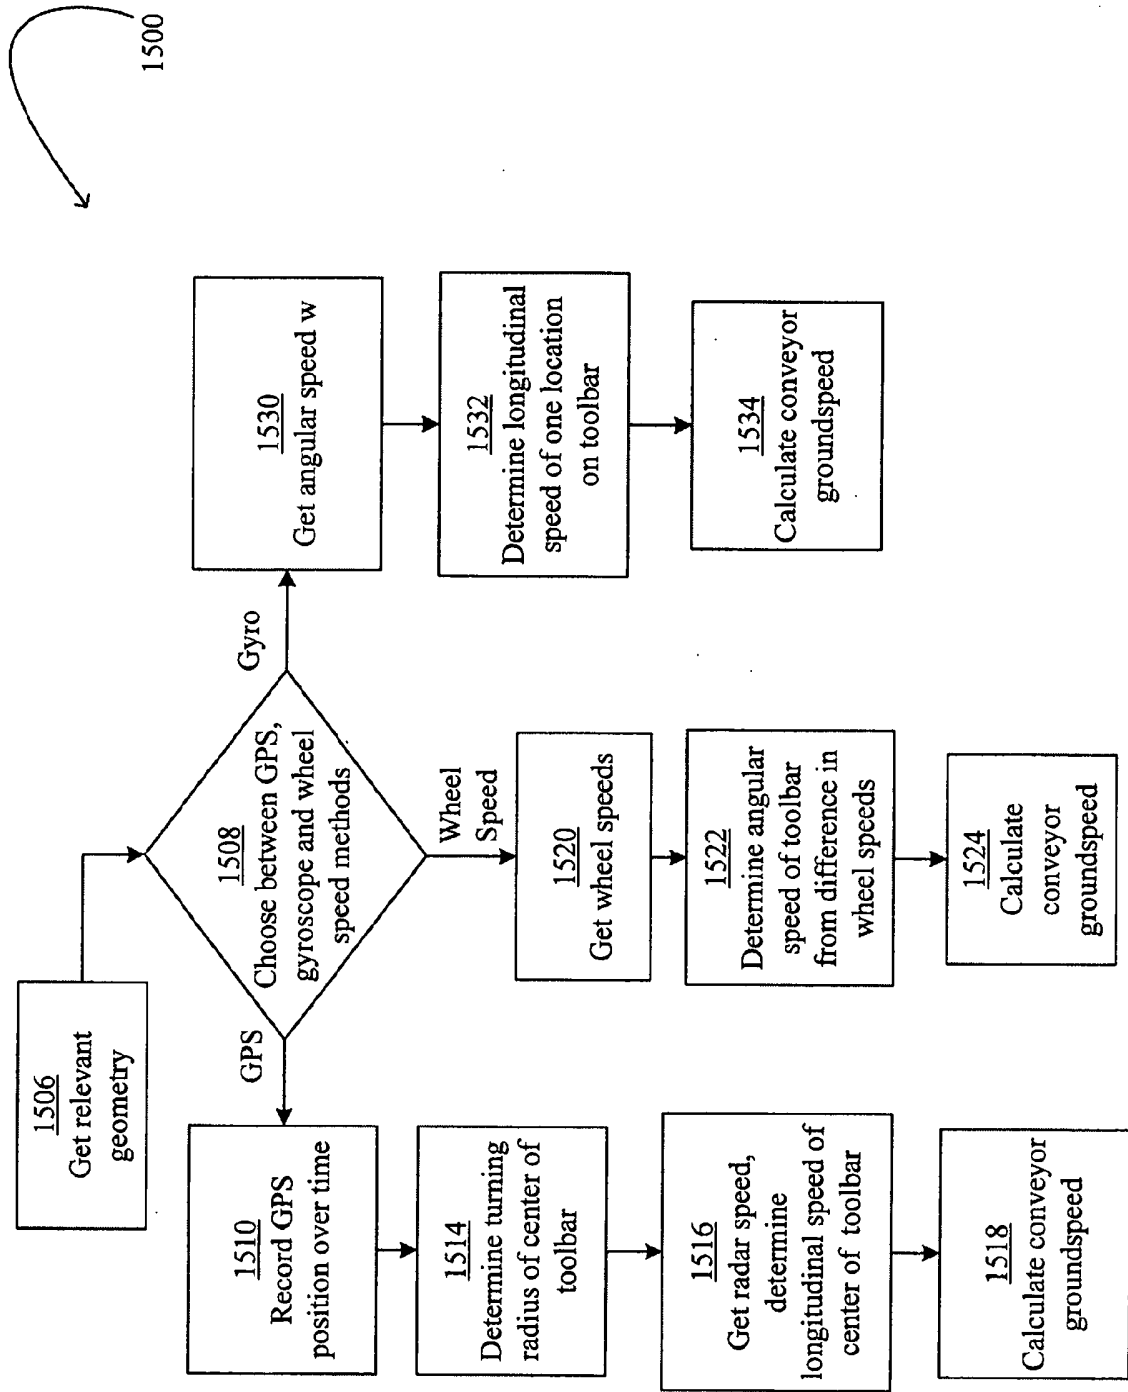 1500
1506
Get relevant
geometry
1508
Choose between GPS,
gyroscope and wheel
speed methods
GPS
Wheel
Speed
Gyro
1510
Record GPS
position over time
1514
Determine turning
radius of center of
toolbar
1516
Get radar speed,
determine
longitudinal speed of
center of toolbar
1518
Calculate conveyor
groundspeed
1520
Get wheel speeds
1522
Determine angular
speed of toolbar
from difference in
wheel speeds
1524
Calculate
conveyor
groundspeed
1530
Get angular speed w
1532
Determine longitudinal
speed of one location
on toolbar
1534
Calculate conveyor
groundspeed